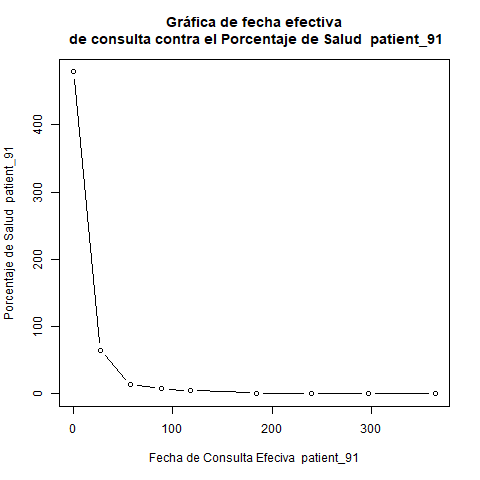 Gráfica de fecha efectiva
de consulta contra el Porcentaje de Salud patient_91
Porcentaje de Salud patient_91
400
300
200
100
0
0 100 200 300
Fecha de Consulta Efeciva patient_91